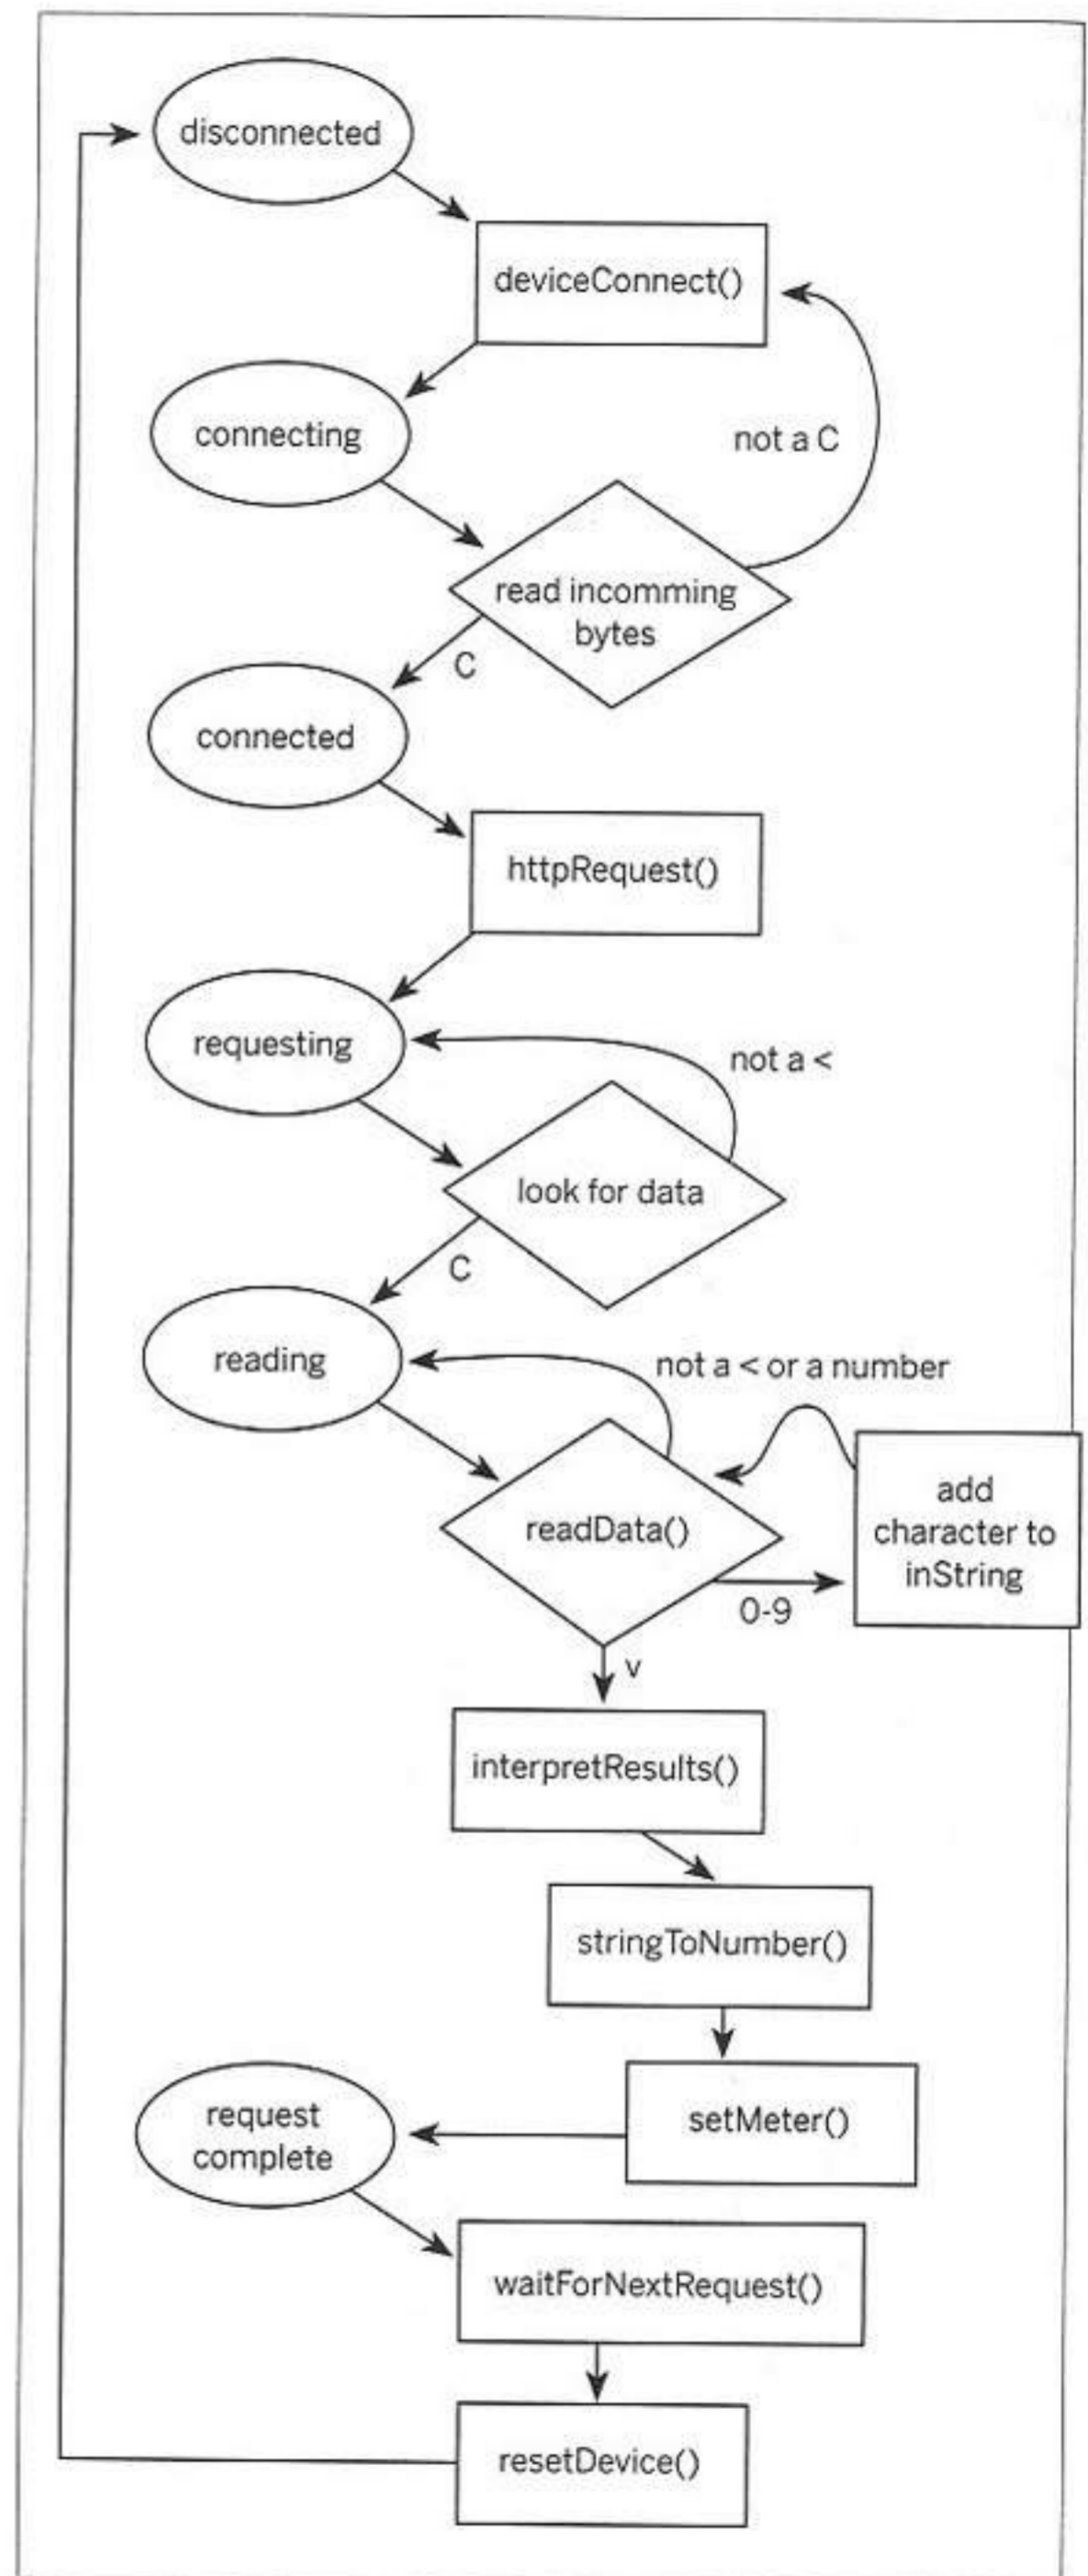 disconnected
deviceConnect()
connecting
not a C
read incomming
bytes
C
connected
httpRequest()
requesting
not a <
look for data
C
reading
not a < or a number
readData()
add
character to
inString
0-9
v
interpretResults()
stringToNumber()
setMeter()
request
complete
waitForNextRequest()
resetDevice()